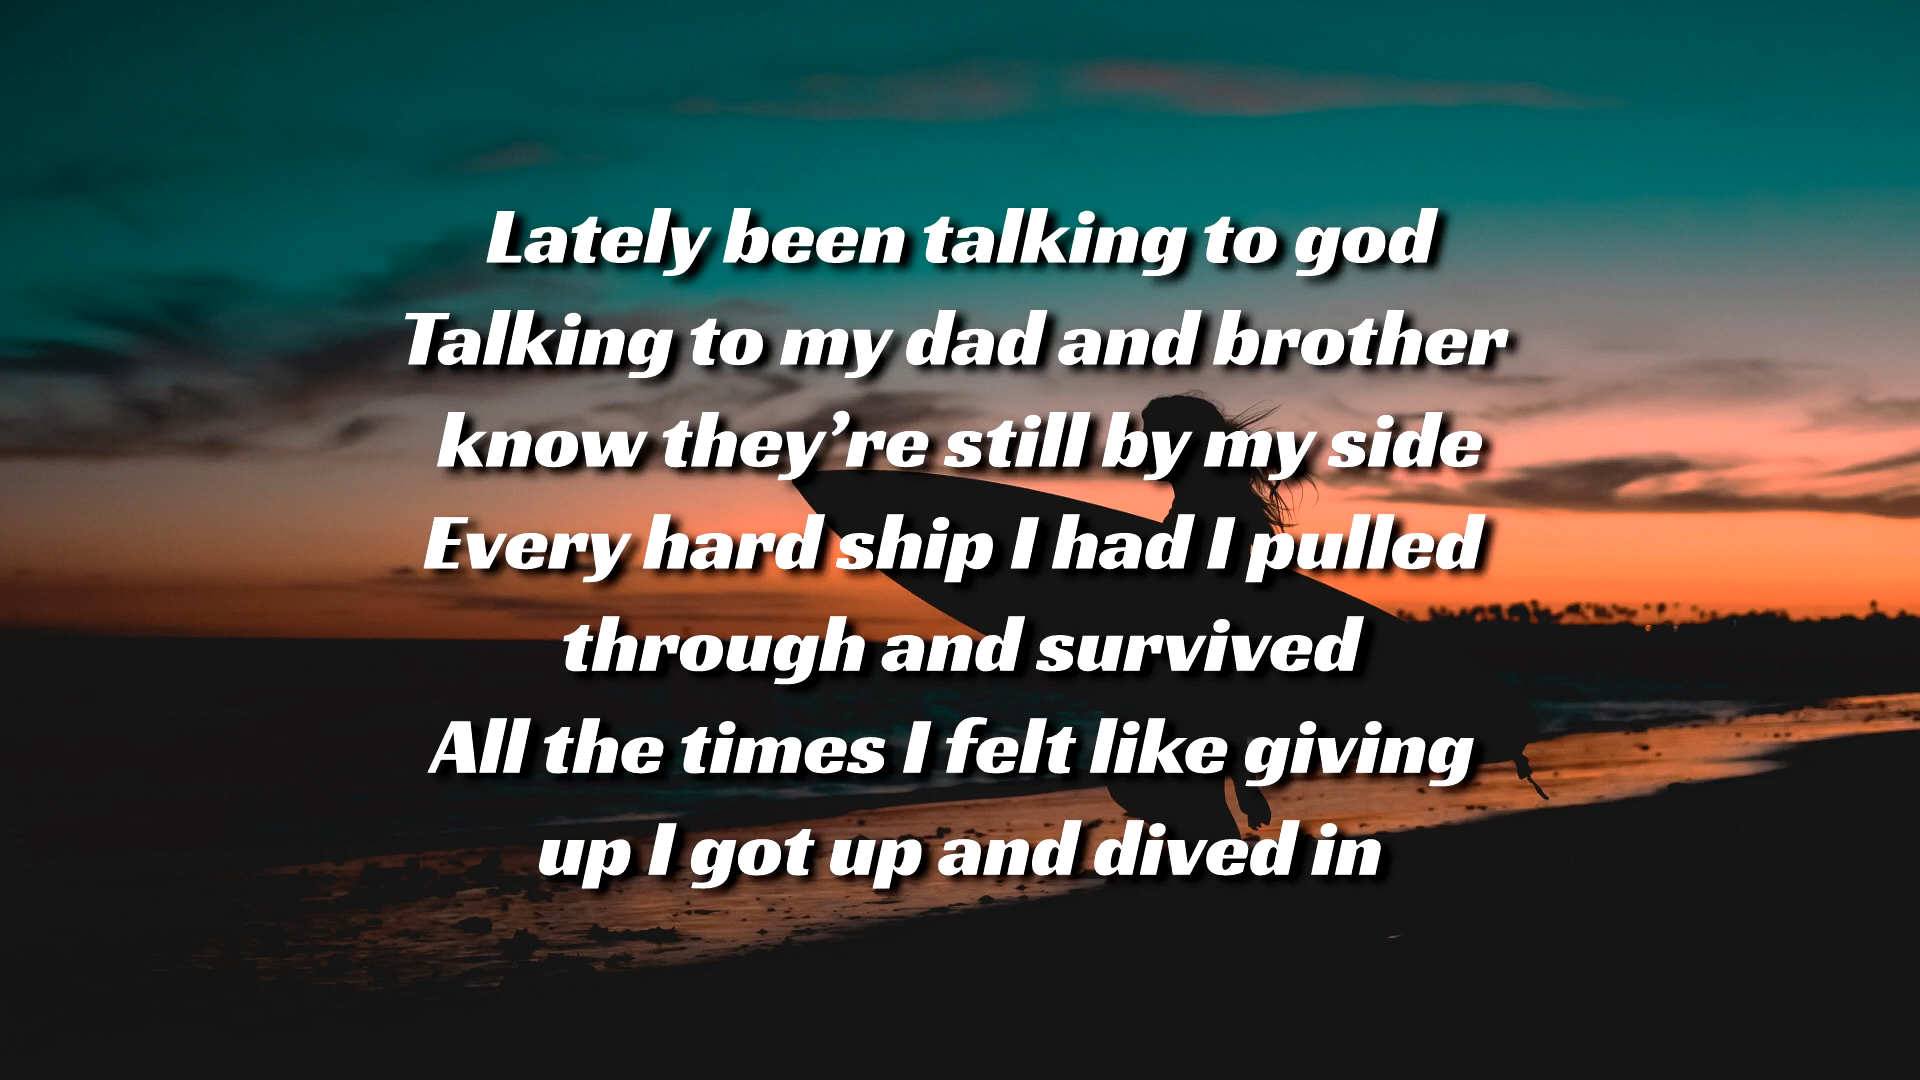 Lately been talking to god
Talking to my dad and brother
know they’re still by my side
Every hard ship I had I pulled
through and survived
All the times I felt like giving
up I got up and dived in